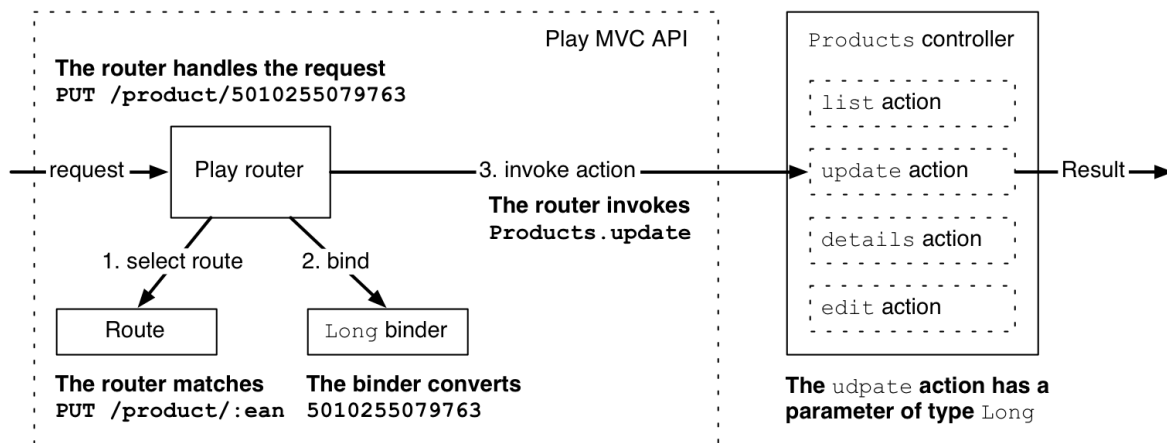 Play MVC API
The router handles the request
PUT /product/5010255079763
request
Play router
3. invoke action
The router invokes
Products.update
1. select route
2. bind
Route
Long binder
The router matches
PUT /product/:ean
The binder converts
5010255079763
Products controller
list action
update action
details action
edit action
Result
The udpate action has a
parameter of type Long